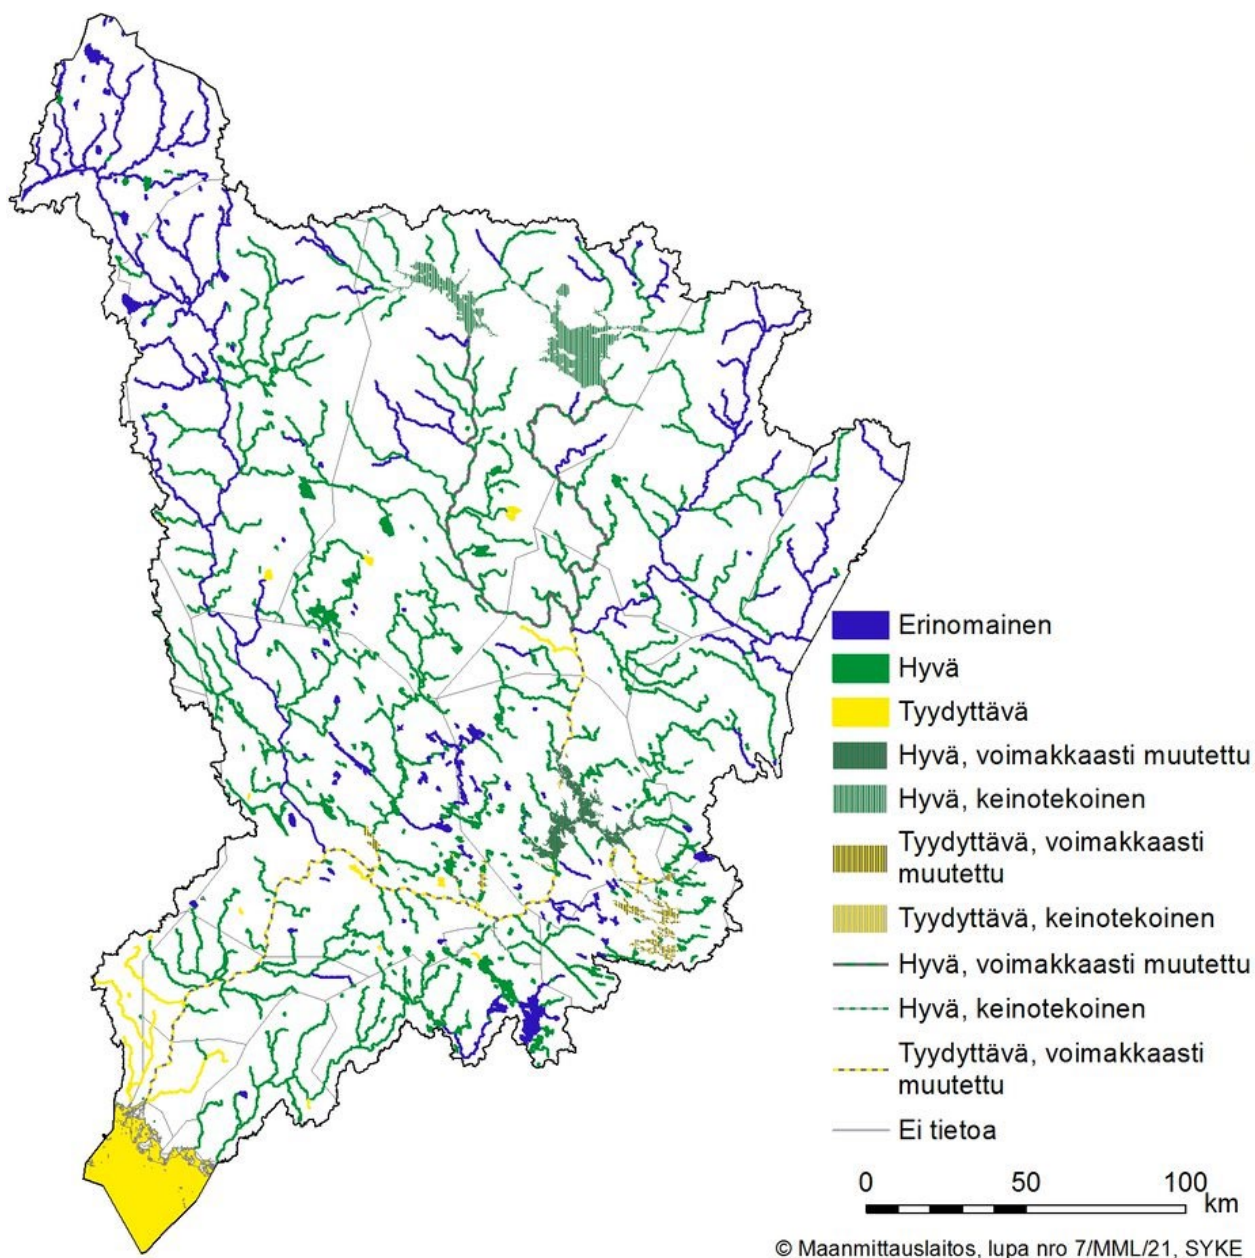 Erinomainen
Hyvä
Tyydyttävä
Hyvä, voimakkaasti muutettu
Hyvä, keinotekoinen
Tyydyttävä, voimakkaasti
muutettu
Tyydyttävä, keinotekoinen
Hyvä, voimakkaasti muutettu
Hyvä, keinotekoinen
Tyydyttävä, voimakkaasti
muutettu
Ei tietoa
0 50 100
km
© Maanmittauslaitos, lupa nro 7/MML/21, SYKE